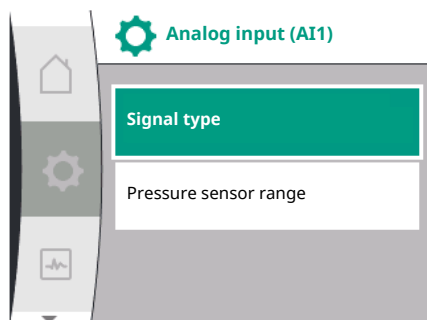 Analog input (AI1)
Signal type
Pressure sensor range